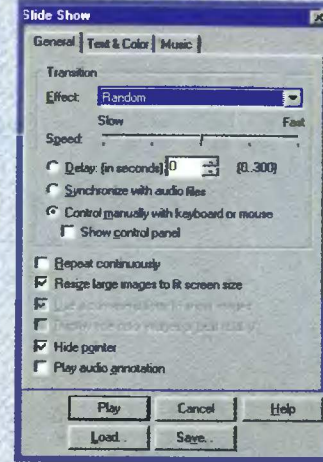 Slide Show
General Text & Color Music
Transition
Effect: Random
Slow Fast
Speed:
Delay: (in seconds) 0 (0..300)
Synchronize with audio files
Control manually with keyboard or mouse
Show control panel
Repeat continuously
Resize large images to fit screen size
Hide pointer
Play audio annotation
Play Cancel Help
Load.. Save..